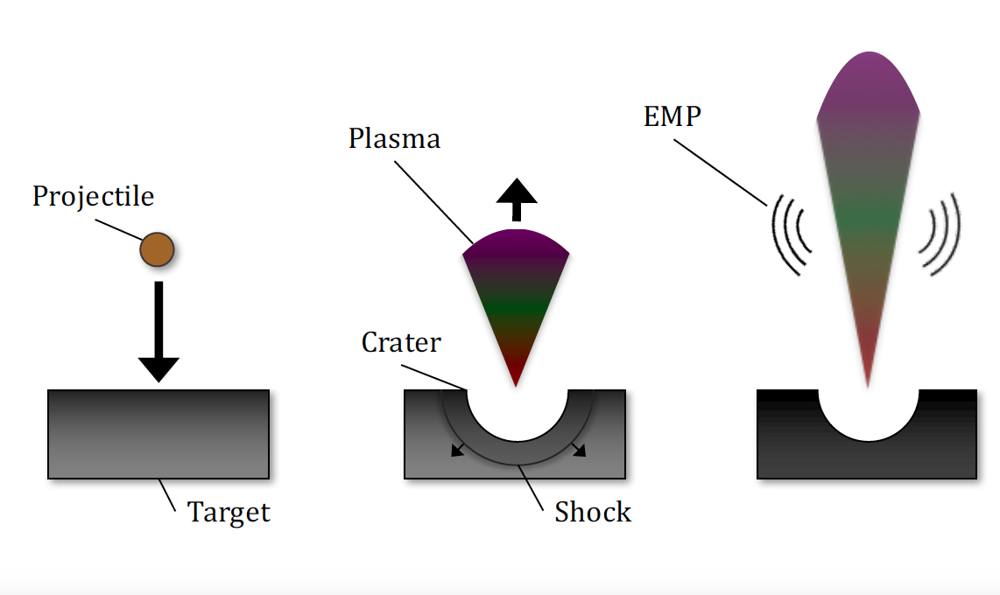 Projectile
Target
Plasma
Crater
Shock
EMP